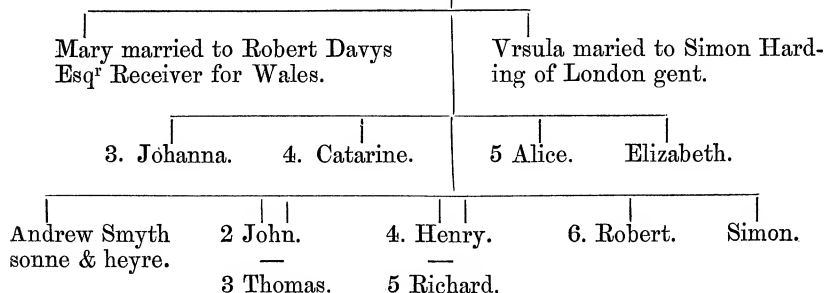 Mary married to Robert Davys
Esqr Receiver for Wales.
Vrsula maried to Simon Hard-
ing of London gent.
3. Johanna. 4. Catarine. 5 Alice. Elizabeth.
Andrew Smyth
sonne & heyre.
2 John.
3 Thomas.
4. Henry.
5 Richard.
6. Robert.
Simon.